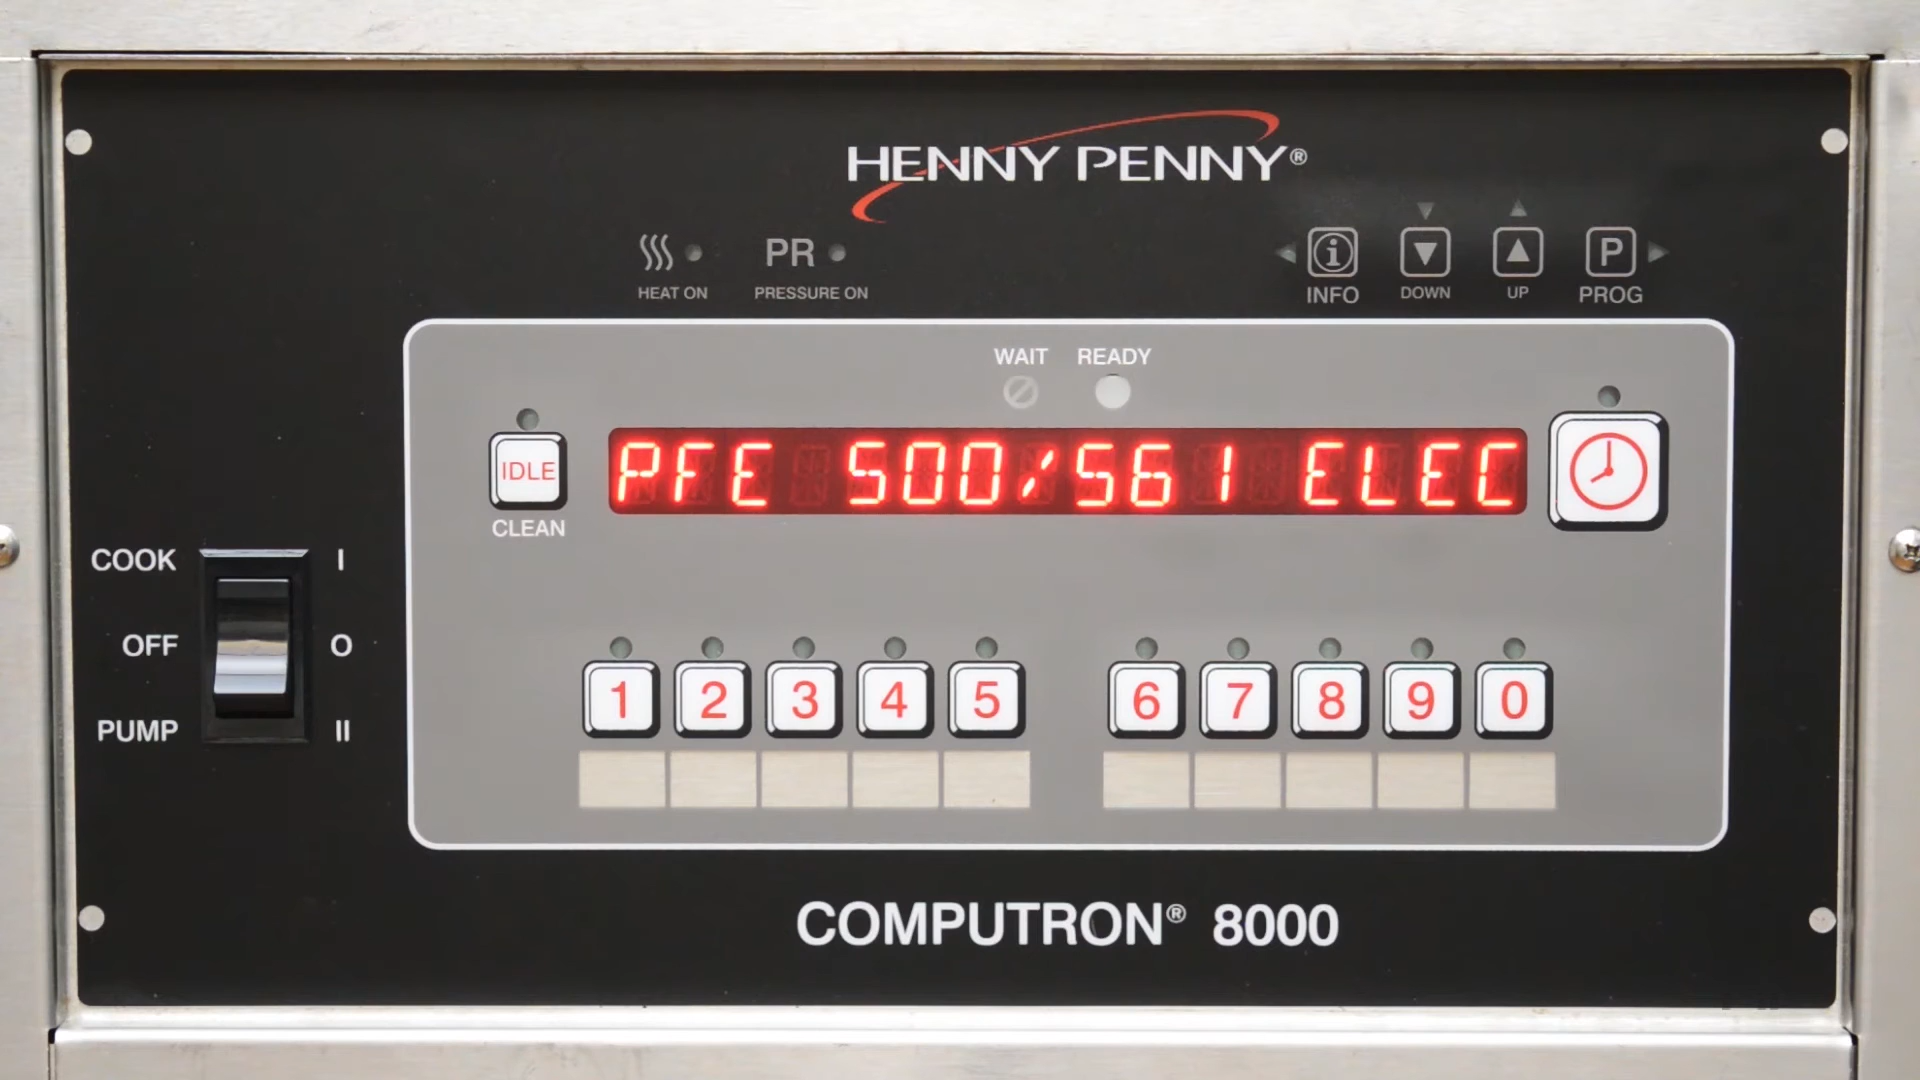 HENNY PENNY®
PR
HEAT ON
PRESSURE ON
i
P
INFO
DOWN
UP
PROG
WAIT
READY
IDLE
PFE 500/561 ELEC
CLEAN
COOK I
OFF O
PUMP II
1 2 3 4 5 6 7 8 9 0
COMPUTRON® 8000